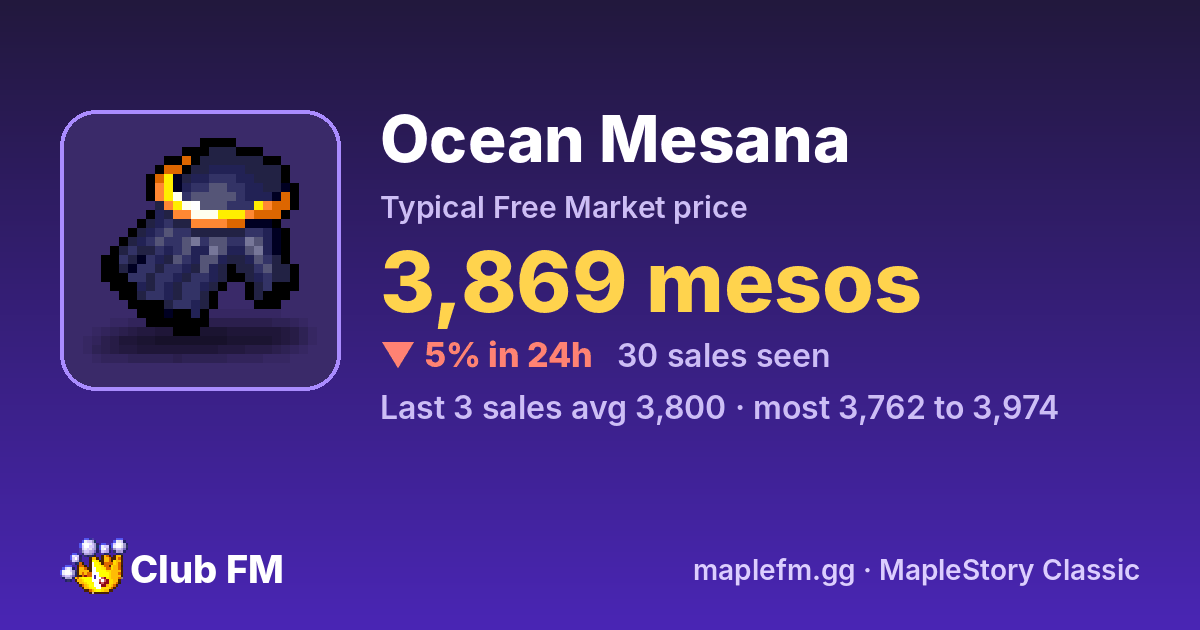 Ocean Mesana
Typical Free Market price
3,869 mesos
▼ 5% in 24h 30 sales seen
Last 3 sales avg 3,800 · most 3,762 to 3,974
Club FM
maplefm.gg · MapleStory Classic